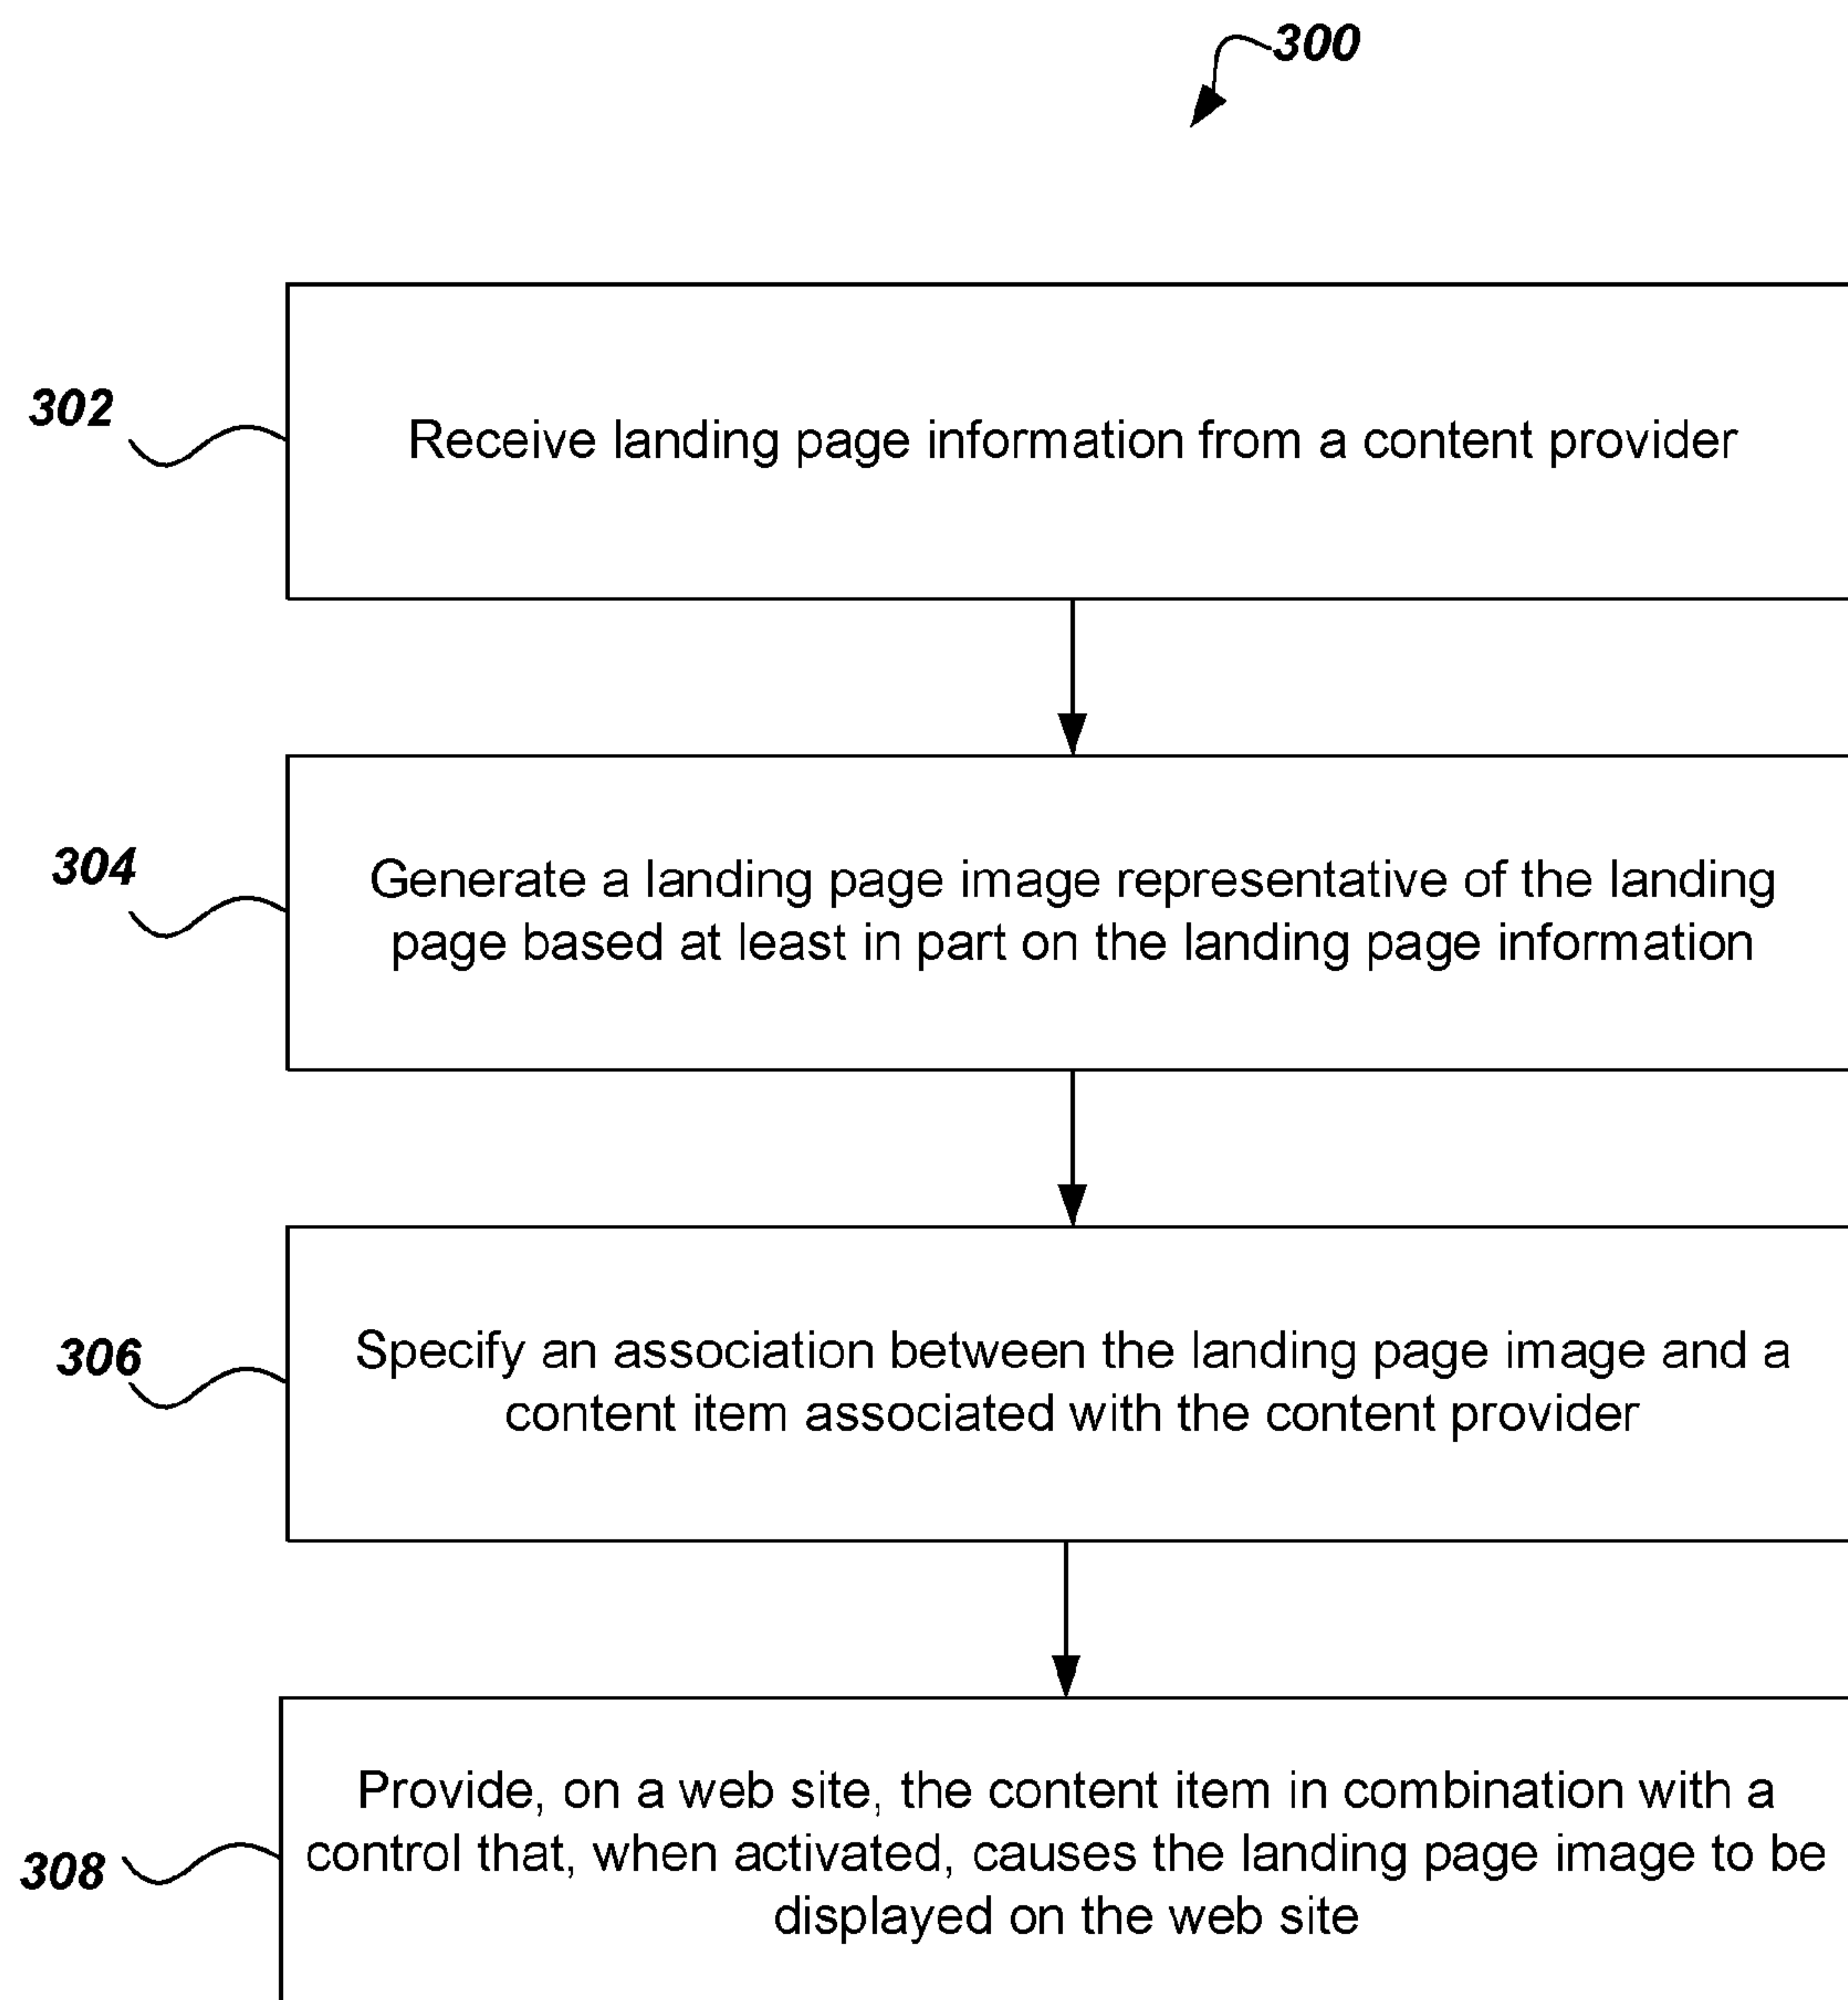 300
302
Receive landing page information from a content provider
304
Generate a landing page image representative of the landing
page based at least in part on the landing page information
306
Specify an association between the landing page image and a
content item associated with the content provider
308
Provide, on a web site, the content item in combination with a
control that, when activated, causes the landing page image to be
displayed on the web site